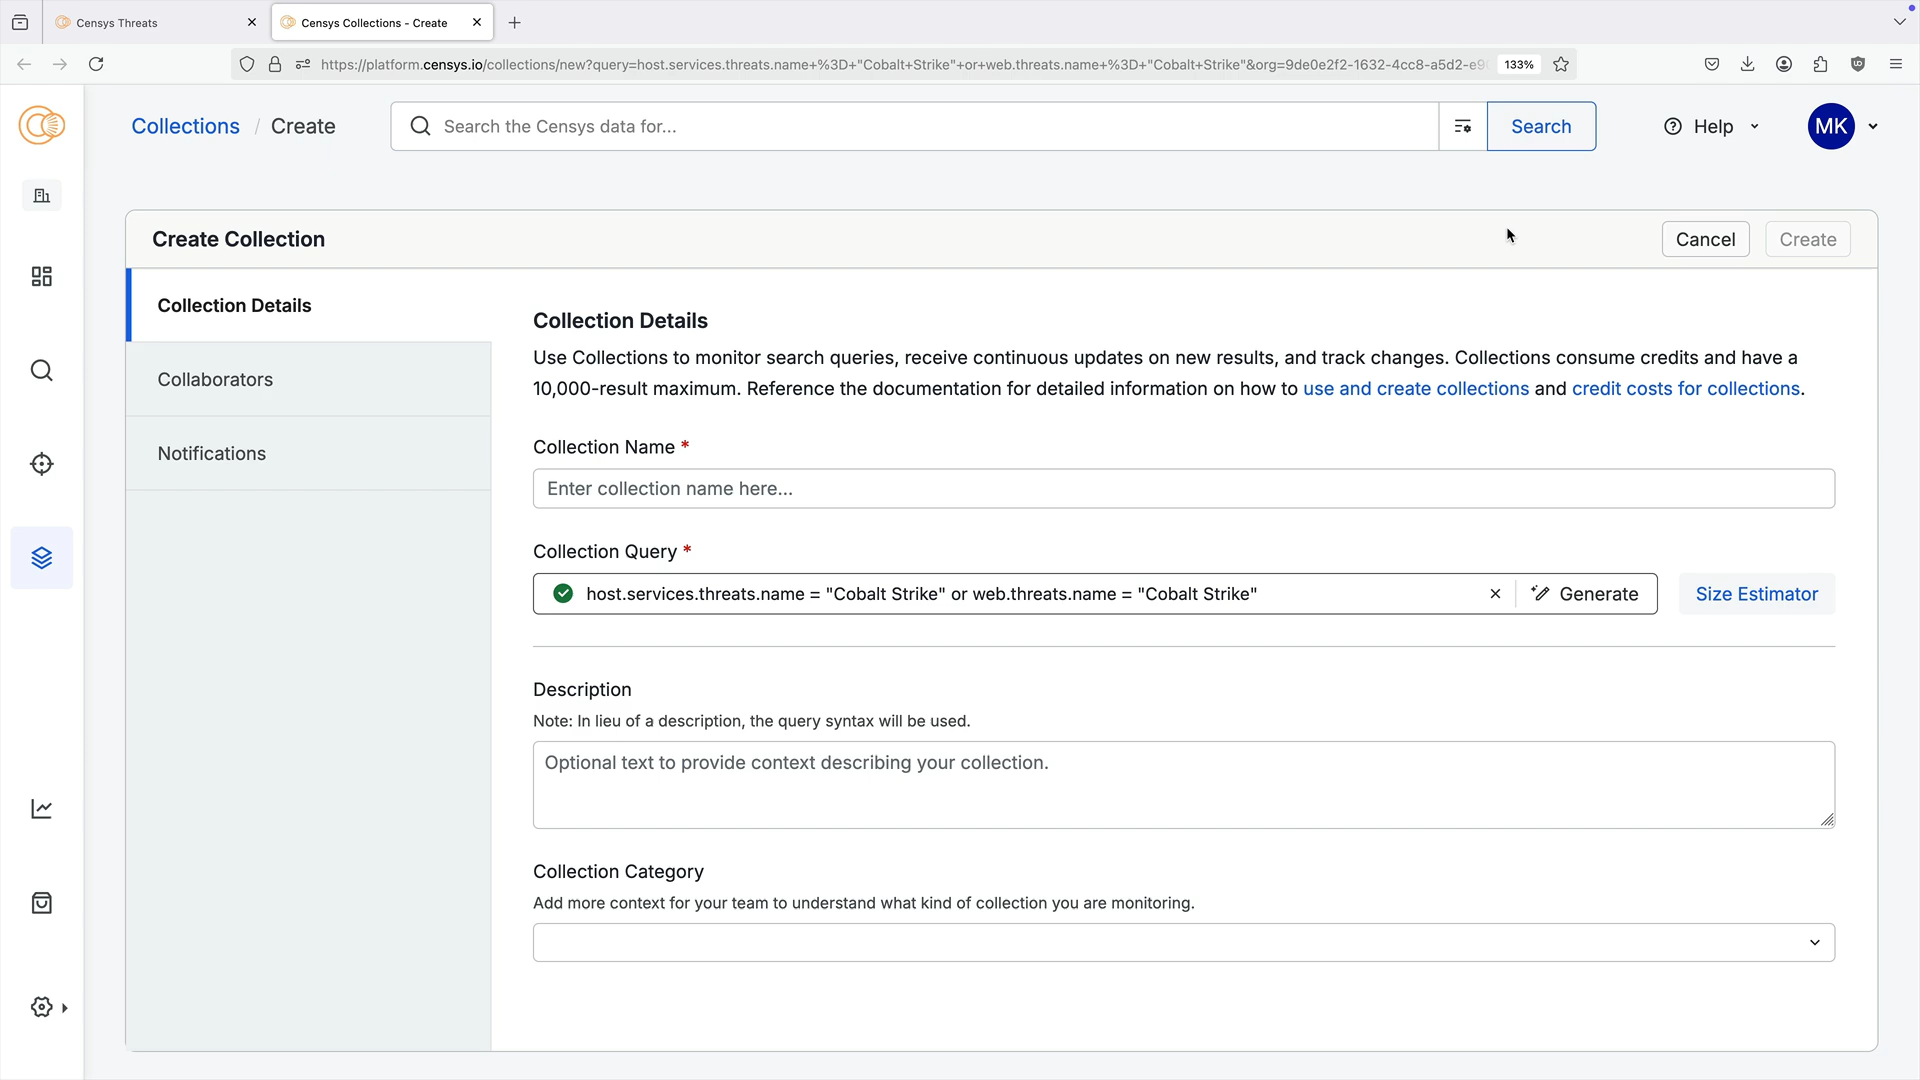 Censys Threats
Censys Collections - Create
https://platform.censys.io/collections/new?query=host.services.threats.name+%3D+"Cobalt+Strike"+or+web.threats.name+%3D+"Cobalt+Strike"&org=9de0e2f2-1632-4cc8-a5d2-e9
133%
Collections / Create
Search the Censys data for...
Search
Help
MK
Create Collection
Cancel
Create
Collection Details
Collaborators
Notifications
Collection Details
Use Collections to monitor search queries, receive continuous updates on new results, and track changes. Collections consume credits and have a
10,000-result maximum. Reference the documentation for detailed information on how to use and create collections and credit costs for collections.
Collection Name *
Enter collection name here...
Collection Query *
host.services.threats.name = "Cobalt Strike" or web.threats.name = "Cobalt Strike"
Generate
Size Estimator
Description
Note: In lieu of a description, the query syntax will be used.
Optional text to provide context describing your collection.
Collection Category
Add more context for your team to understand what kind of collection you are monitoring.